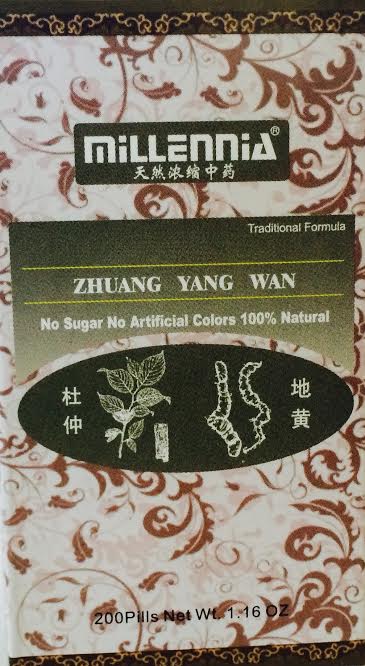 MiLLEnniA®
天然浓缩中药
Traditional Formula
ZHUANG YANG WAN
No Sugar No Artificial Colors 100% Natural
杜仲
地黄
200Pills Net Wt. 1.16 OZ